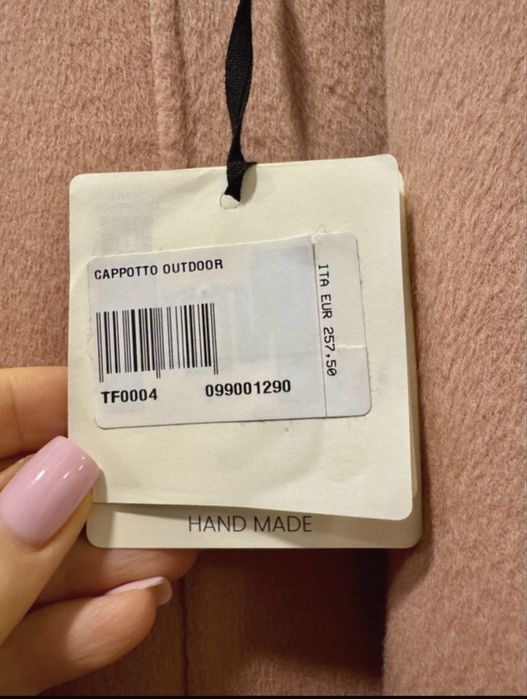 CAPPOTTO OUTDOOR
ITA EUR 257,50
TF0004 099001290
HAND MADE